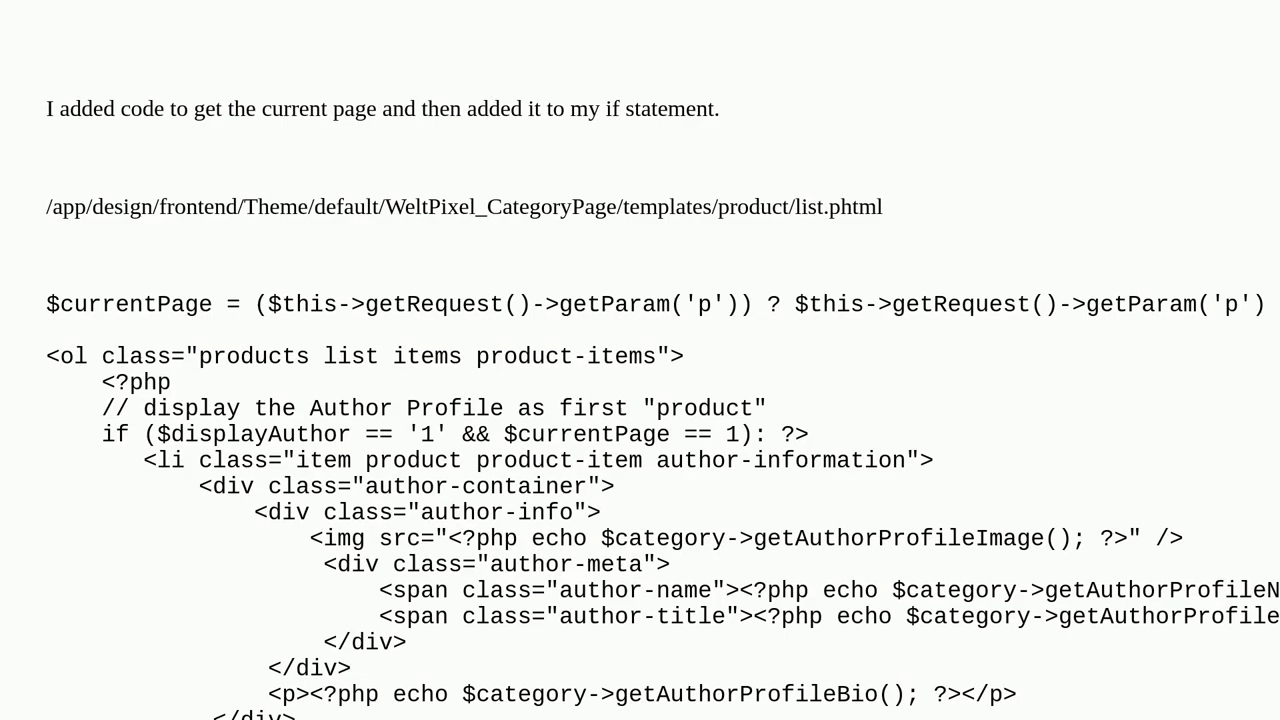 I added code to get the current page and then added it to my if statement.
/app/design/frontend/Theme/default/WeltPixel_CategoryPage/templates/product/list.phtml
$currentPage = ($this->getRequest()->getParam('p')) ? $this->getRequest()->getParam('p')
<ol class="products list items product-items">
<?php
// display the Author Profile as first "product"
if ($displayAuthor == '1' && $currentPage == 1): ?>
<li class="item product product-item author-information">
<div class="author-container">
<div class="author-info">
<img src="<?php echo $category->getAuthorProfileImage(); ?>" />
<div class="author-meta">
<span class="author-name"><?php echo $category->getAuthorProfileN
<span class="author-title"><?php echo $category->getAuthorProfile
</div>
</div>
<p><?php echo $category->getAuthorProfileBio(); ?></p>
</div>